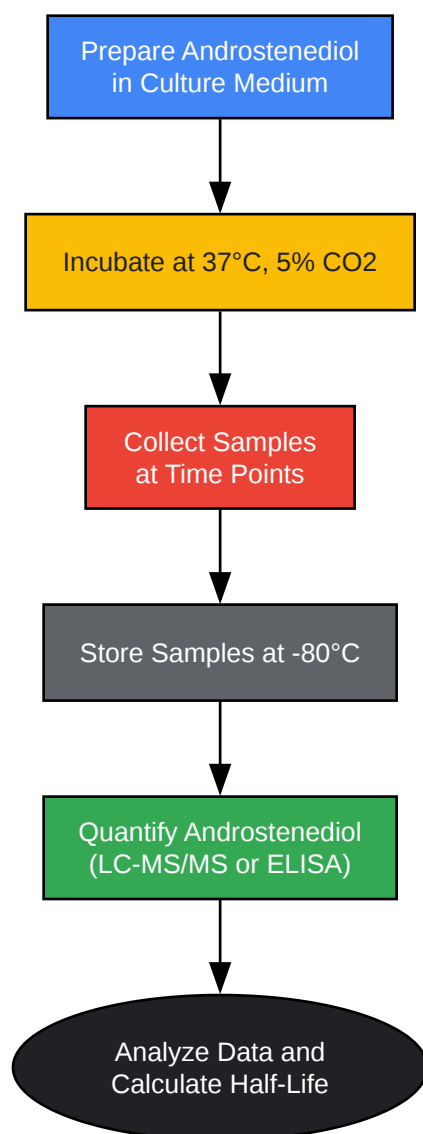 Prepare Androstenediol
in Culture Medium
Incubate at 37°C, 5% CO2
Collect Samples
at Time Points
Store Samples at -80°C
Quantify Androstenediol
(LC-MS/MS or ELISA)
Analyze Data and
Calculate Half-Life